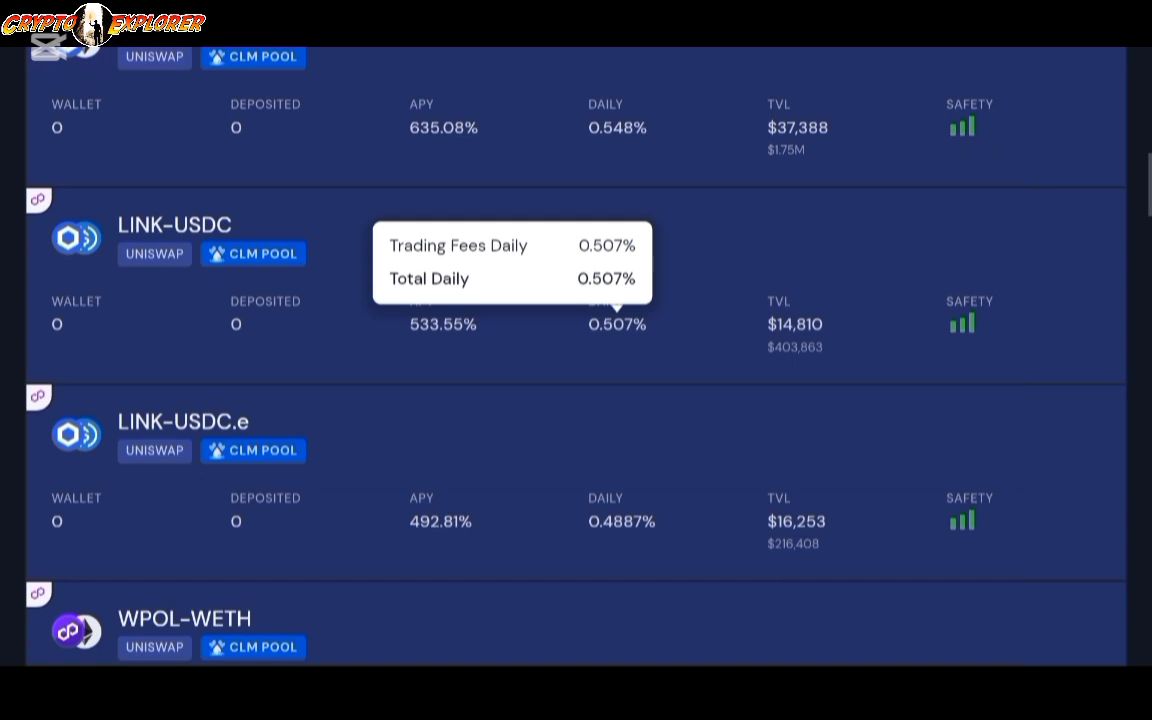 CRYPTO EXPLORER
UNISWAP CLM POOL
WALLET DEPOSITED APY DAILY TVL SAFETY
0 0 635.08% 0.548% $37,388
$1.75M
LINK-USDC
UNISWAP CLM POOL
Trading Fees Daily 0.507%
Total Daily 0.507%
WALLET DEPOSITED TVL SAFETY
0 0 533.55% 0.507% $14,810
$403,863
LINK-USDC.e
UNISWAP CLM POOL
WALLET DEPOSITED APY DAILY TVL SAFETY
0 0 492.81% 0.4887% $16,253
$216,408
WPOL-WETH
UNISWAP CLM POOL